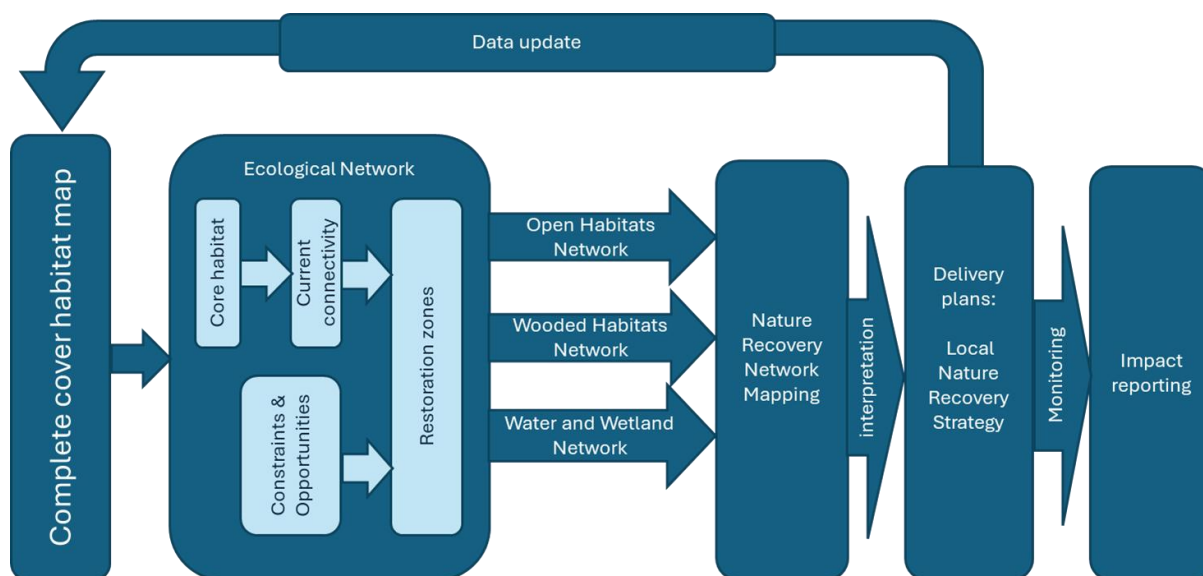 Data update
Complete cover habitat map
Ecological Network
Core habitat
Current
connectivity
Constraints &
Opportunities
Restoration zones
Open Habitats
Network
Wooded Habitats
Network
Water and Wetland
Network
Nature
Recovery
Network
Mapping
interpretation
Delivery
plans:
Local
Nature
Recovery
Strategy
Monitoring
Impact
reporting